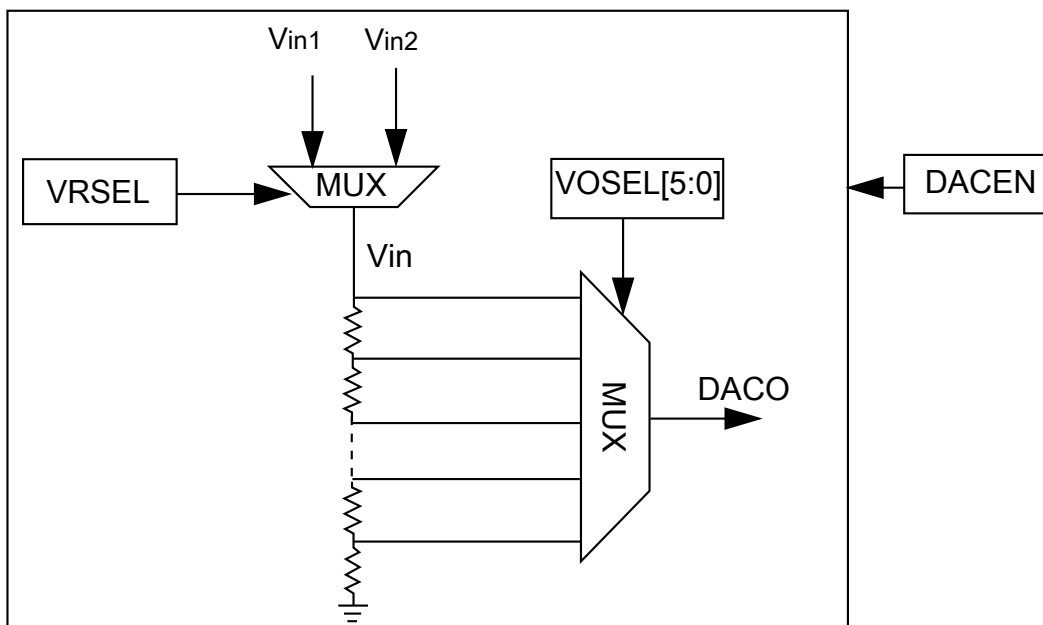 Vin1
Vin2
VRSEL
MUX
VOSEL[5:0]
DACEN
Vin
MUX
DACO